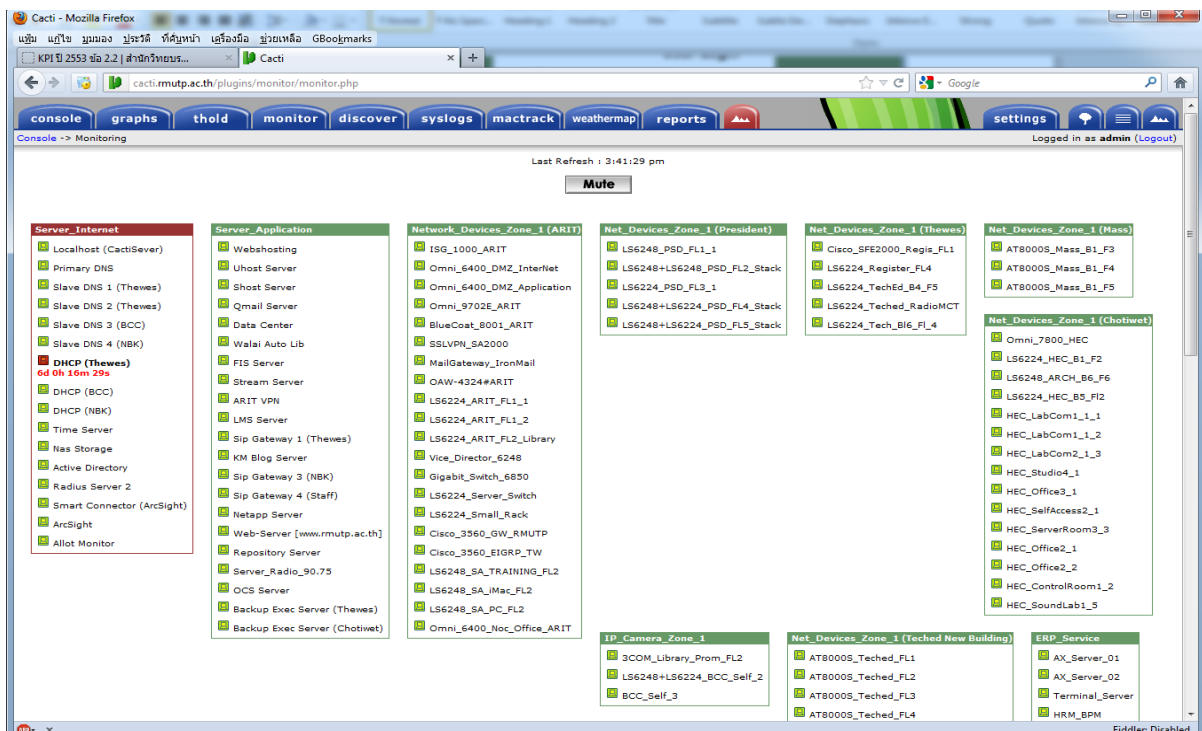 Cacti - Mozilla Firefox
แฟ้ม แก้ไข มุมมอง ประวัติ ที่คั่นหน้า เครื่องมือ ช่วยเหลือ GBookmarks
KPI ปี 2553 ข้อ 2.2 | สำนักวิทยบร...
Cacti
cacti.rmutp.ac.th/plugins/monitor/monitor.php
Google
console graphs thold monitor discover syslogs mactrack weathermap reports settings
Console -> Monitoring
Logged in as admin (Logout)
Last Refresh : 3:41:29 pm
Mute
Server_Internet
Localhost (CactiSever)
Primary DNS
Slave DNS 1 (Thewes)
Slave DNS 2 (Thewes)
Slave DNS 3 (BCC)
Slave DNS 4 (NBK)
DHCP (Thewes)
6d 0h 16m 29s
DHCP (BCC)
DHCP (NBK)
Time Server
Nas Storage
Active Directory
Radius Server 2
Smart Connector (ArcSight)
ArcSight
Allot Monitor
Server_Application
Webshosting
Uhost Server
Shost Server
Qmail Server
Data Center
Walai Auto Lib
FIS Server
Stream Server
ARIT VPN
LMS Server
Sip Gateway 1 (Thewes)
KM Blog Server
Sip Gateway 3 (NBK)
Sip Gateway 4 (Staff)
Netapp Server
Web-Server [www.rmutp.ac.th]
Repository Server
Server_Radio_90.75
OCS Server
Backup Exec Server (Thewes)
Backup Exec Server (Chotiwet)
Network_Devices_Zone_1 (ARIT)
ISG_1000_ARIT
Omni_6400_DMZ_InterNet
Omni_6400_DMZ_Application
Omni_9702E_ARIT
BlueCoat_8001_ARIT
SSLVPN_SA2000
MailGateway_IronMail
OAW-4324#ARIT
LS6224_ARIT_FL1_1
LS6224_ARIT_FL1_2
LS6224_ARIT_FL2_Library
Vice_Director_6248
Gigabit_Switch_6850
LS6224_Server_Switch
LS6224_Small_Rack
Cisco_3560_GW_RMUTP
Cisco_3560_EIGRP_TW
LS6248_SA_TRAINING_FL2
LS6248_SA_iMac_FL2
LS6248_SA_PC_FL2
Omni_6400_Noc_Office_ARIT
Net_Devices_Zone_1 (President)
LS6248_PSD_FL1_1
LS6248+LS6248_PSD_FL2_Stack
LS6224_PSD_FL3_1
LS6248+LS6224_PSD_FL4_Stack
LS6248+LS6224_PSD_FL5_Stack
Net_Devices_Zone_1 (Thewes)
Cisco_SFE2000_Regis_FL1
LS6224_Register_FL4
LS6224_TechEd_B4_F5
LS6224_Teched_RadioMCT
LS6224_Tech_Bl6_Fl_4
Net_Devices_Zone_1 (Mass)
AT8000S_Mass_B1_F3
AT8000S_Mass_B1_F4
AT8000S_Mass_B1_F5
Net_Devices_Zone_1 (Chotiwet)
Omni_7800_HEC
LS6224_HEC_B1_F2
LS6248_ARCH_B6_F6
LS6224_HEC_B5_Fl2
HEC_LabCom1_1_1
HEC_LabCom1_1_2
HEC_LabCom2_1_3
HEC_Studio4_1
HEC_Office3_1
HEC_SelfAccess2_1
HEC_ServerRoom3_3
HEC_Office2_1
HEC_Office2_2
HEC_ControlRoom1_2
HEC_SoundLab1_5
IP_Camera_Zone_1
3COM_Library_Prom_FL2
LS6248+LS6224_BCC_Self_2
BCC_Self_3
Net_Devices_Zone_1 (Teched New Building)
AT8000S_Teched_FL1
AT8000S_Teched_FL2
AT8000S_Teched_FL3
AT8000S_Teched_FL4
ERP_Service
AX_Server_01
AX_Server_02
Terminal_Server
HRM_BPM
Fiddler: Disabled